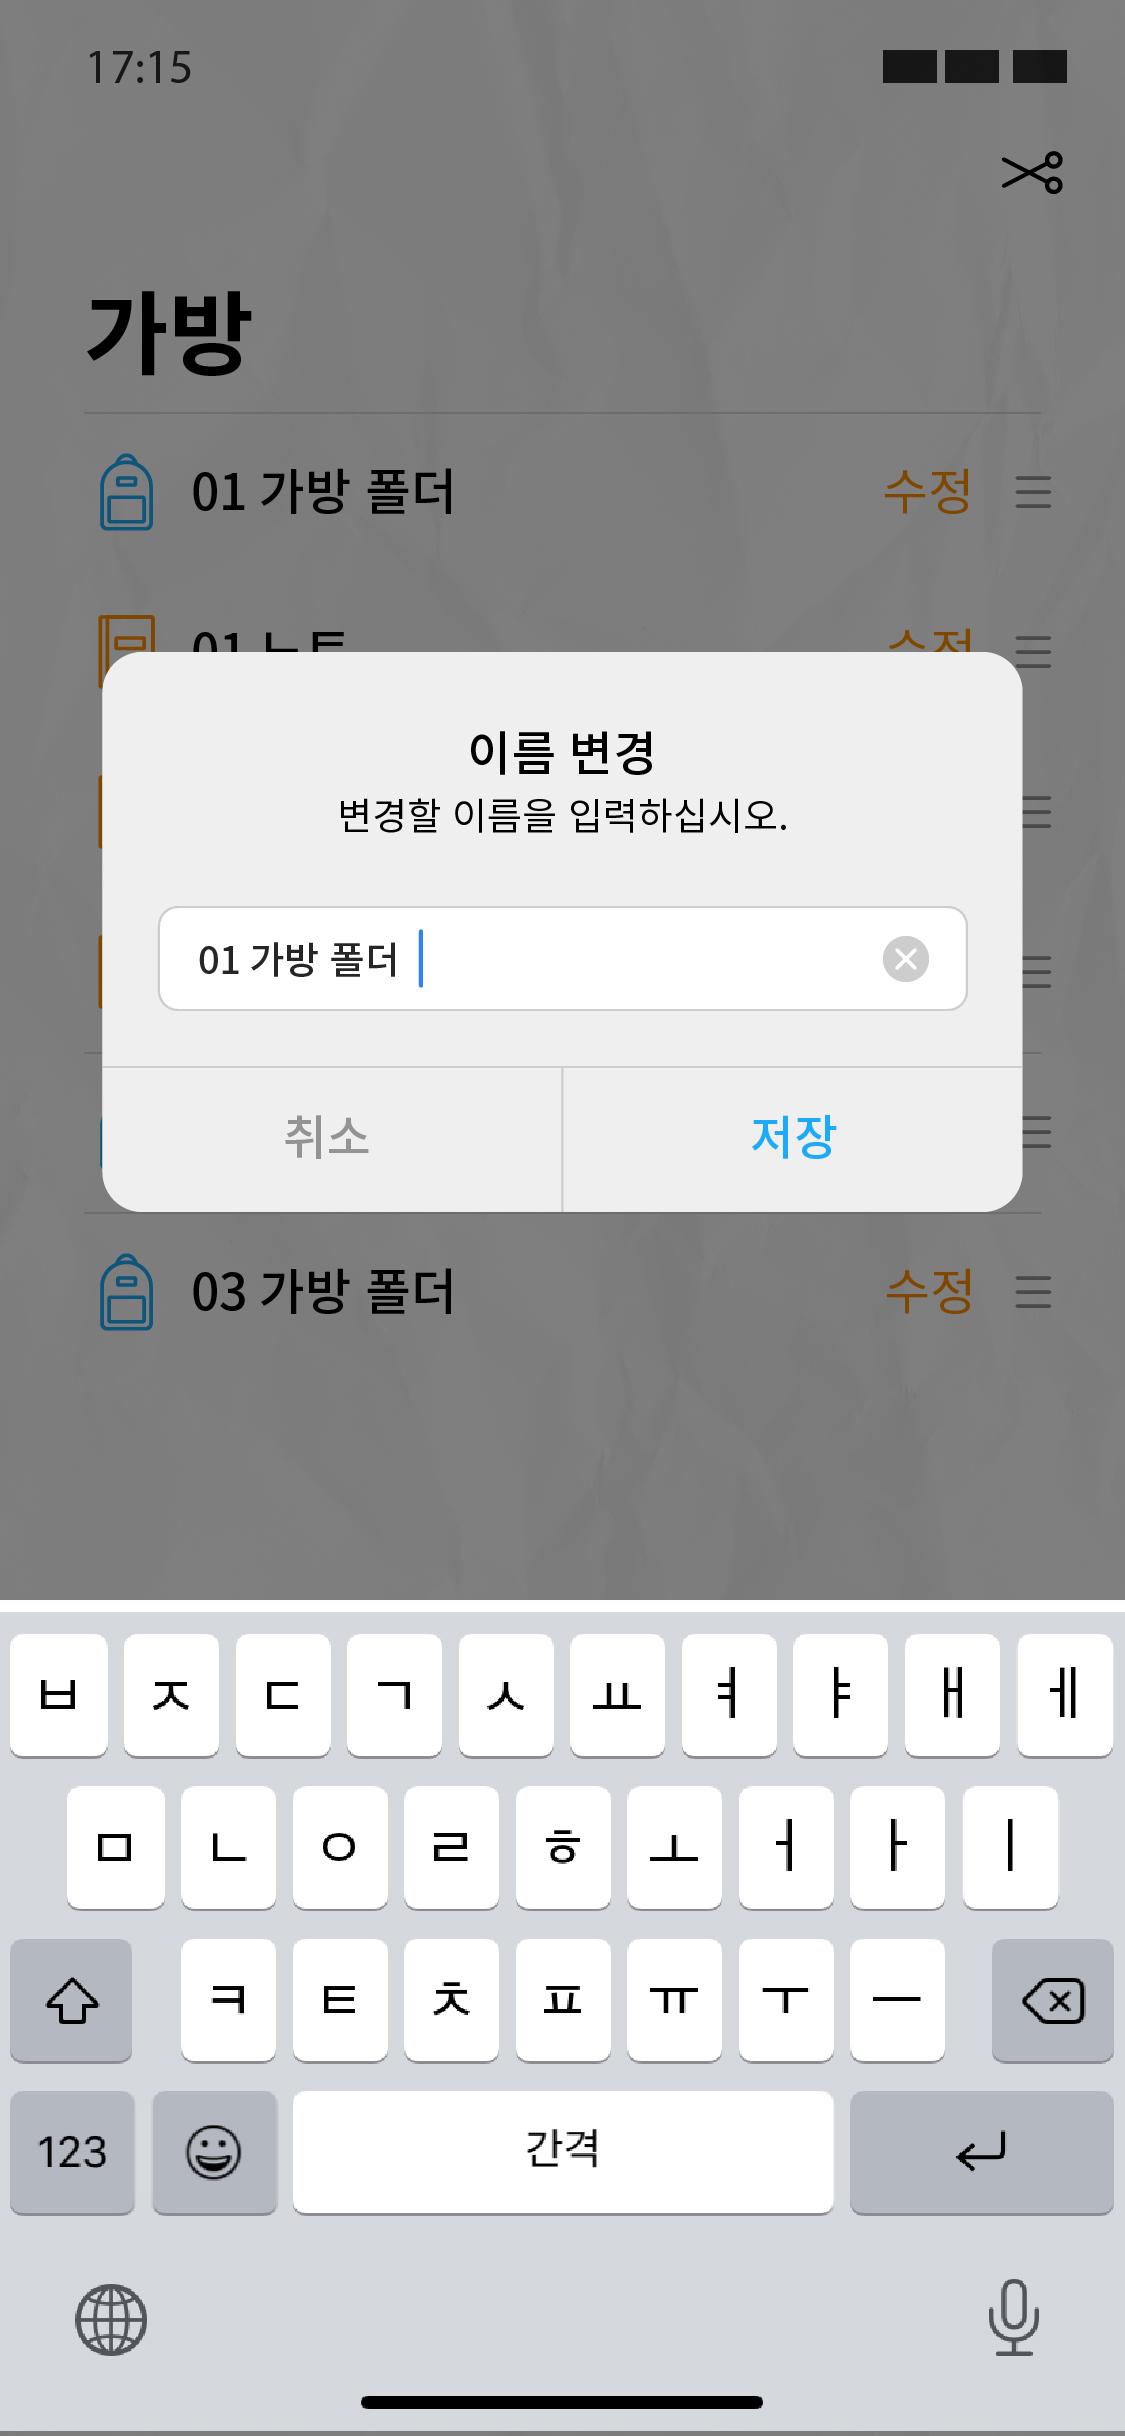 17:15
가방
01 가방 폴더 수정
01 노트 수정
이름 변경
변경할 이름을 입력하십시오.
01 가방 폴더
취소 저장
03 가방 폴더 수정
ㅂ ㅈ ㄷ ㄱ ㅅ ㅛ ㅕ ㅑ ㅐ ㅔ
ㅁ ㄴ ㅇ ㄹ ㅎ ㅗ ㅓ ㅏ ㅣ
ㅋ ㅌ ㅊ ㅍ ㅠ ㅜ ㅡ
123 간격